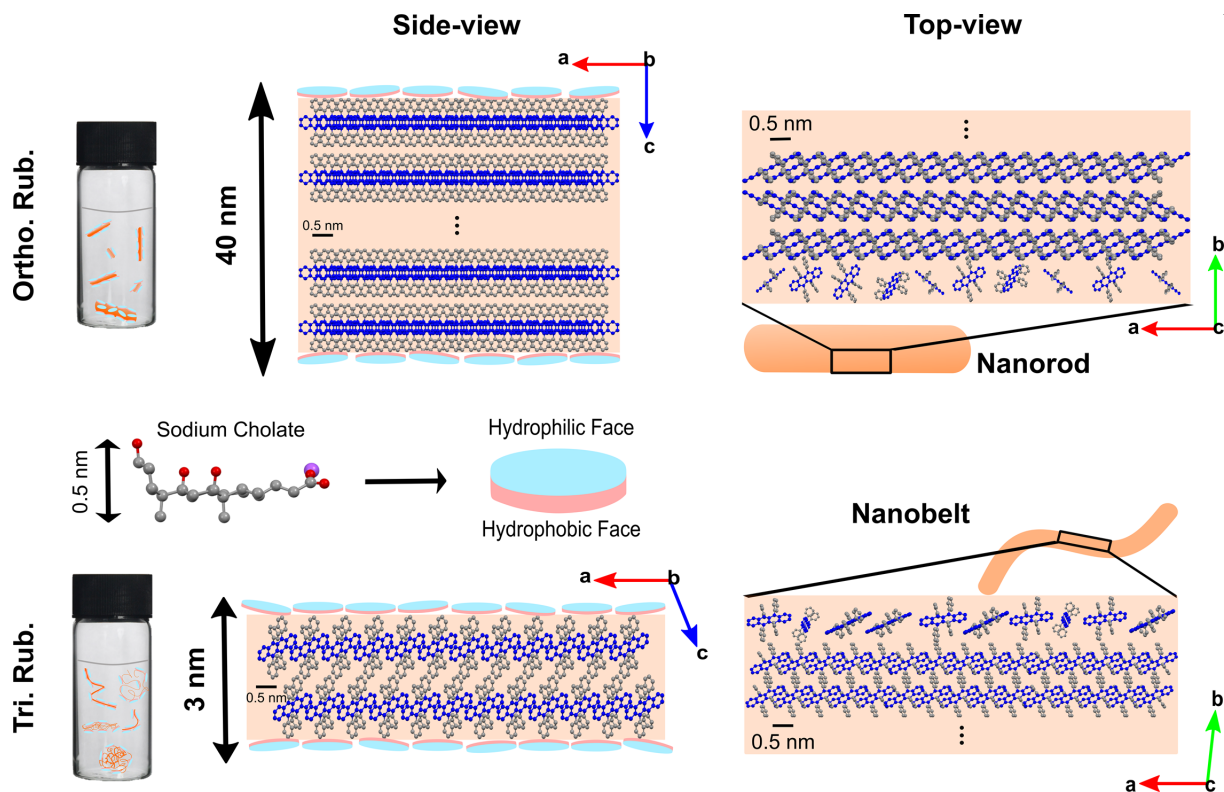 Side-view
Top-view
a
b
c
40 nm
Ortho. Rub.
0.5 nm
⋮
0.5 nm
⋮
b
a
c
Nanorod
Sodium Cholate
0.5 nm
Hydrophilic Face
Hydrophobic Face
Nanobelt
Tri. Rub.
3 nm
a
b
c
0.5 nm
0.5 nm
⋮
b
a
c